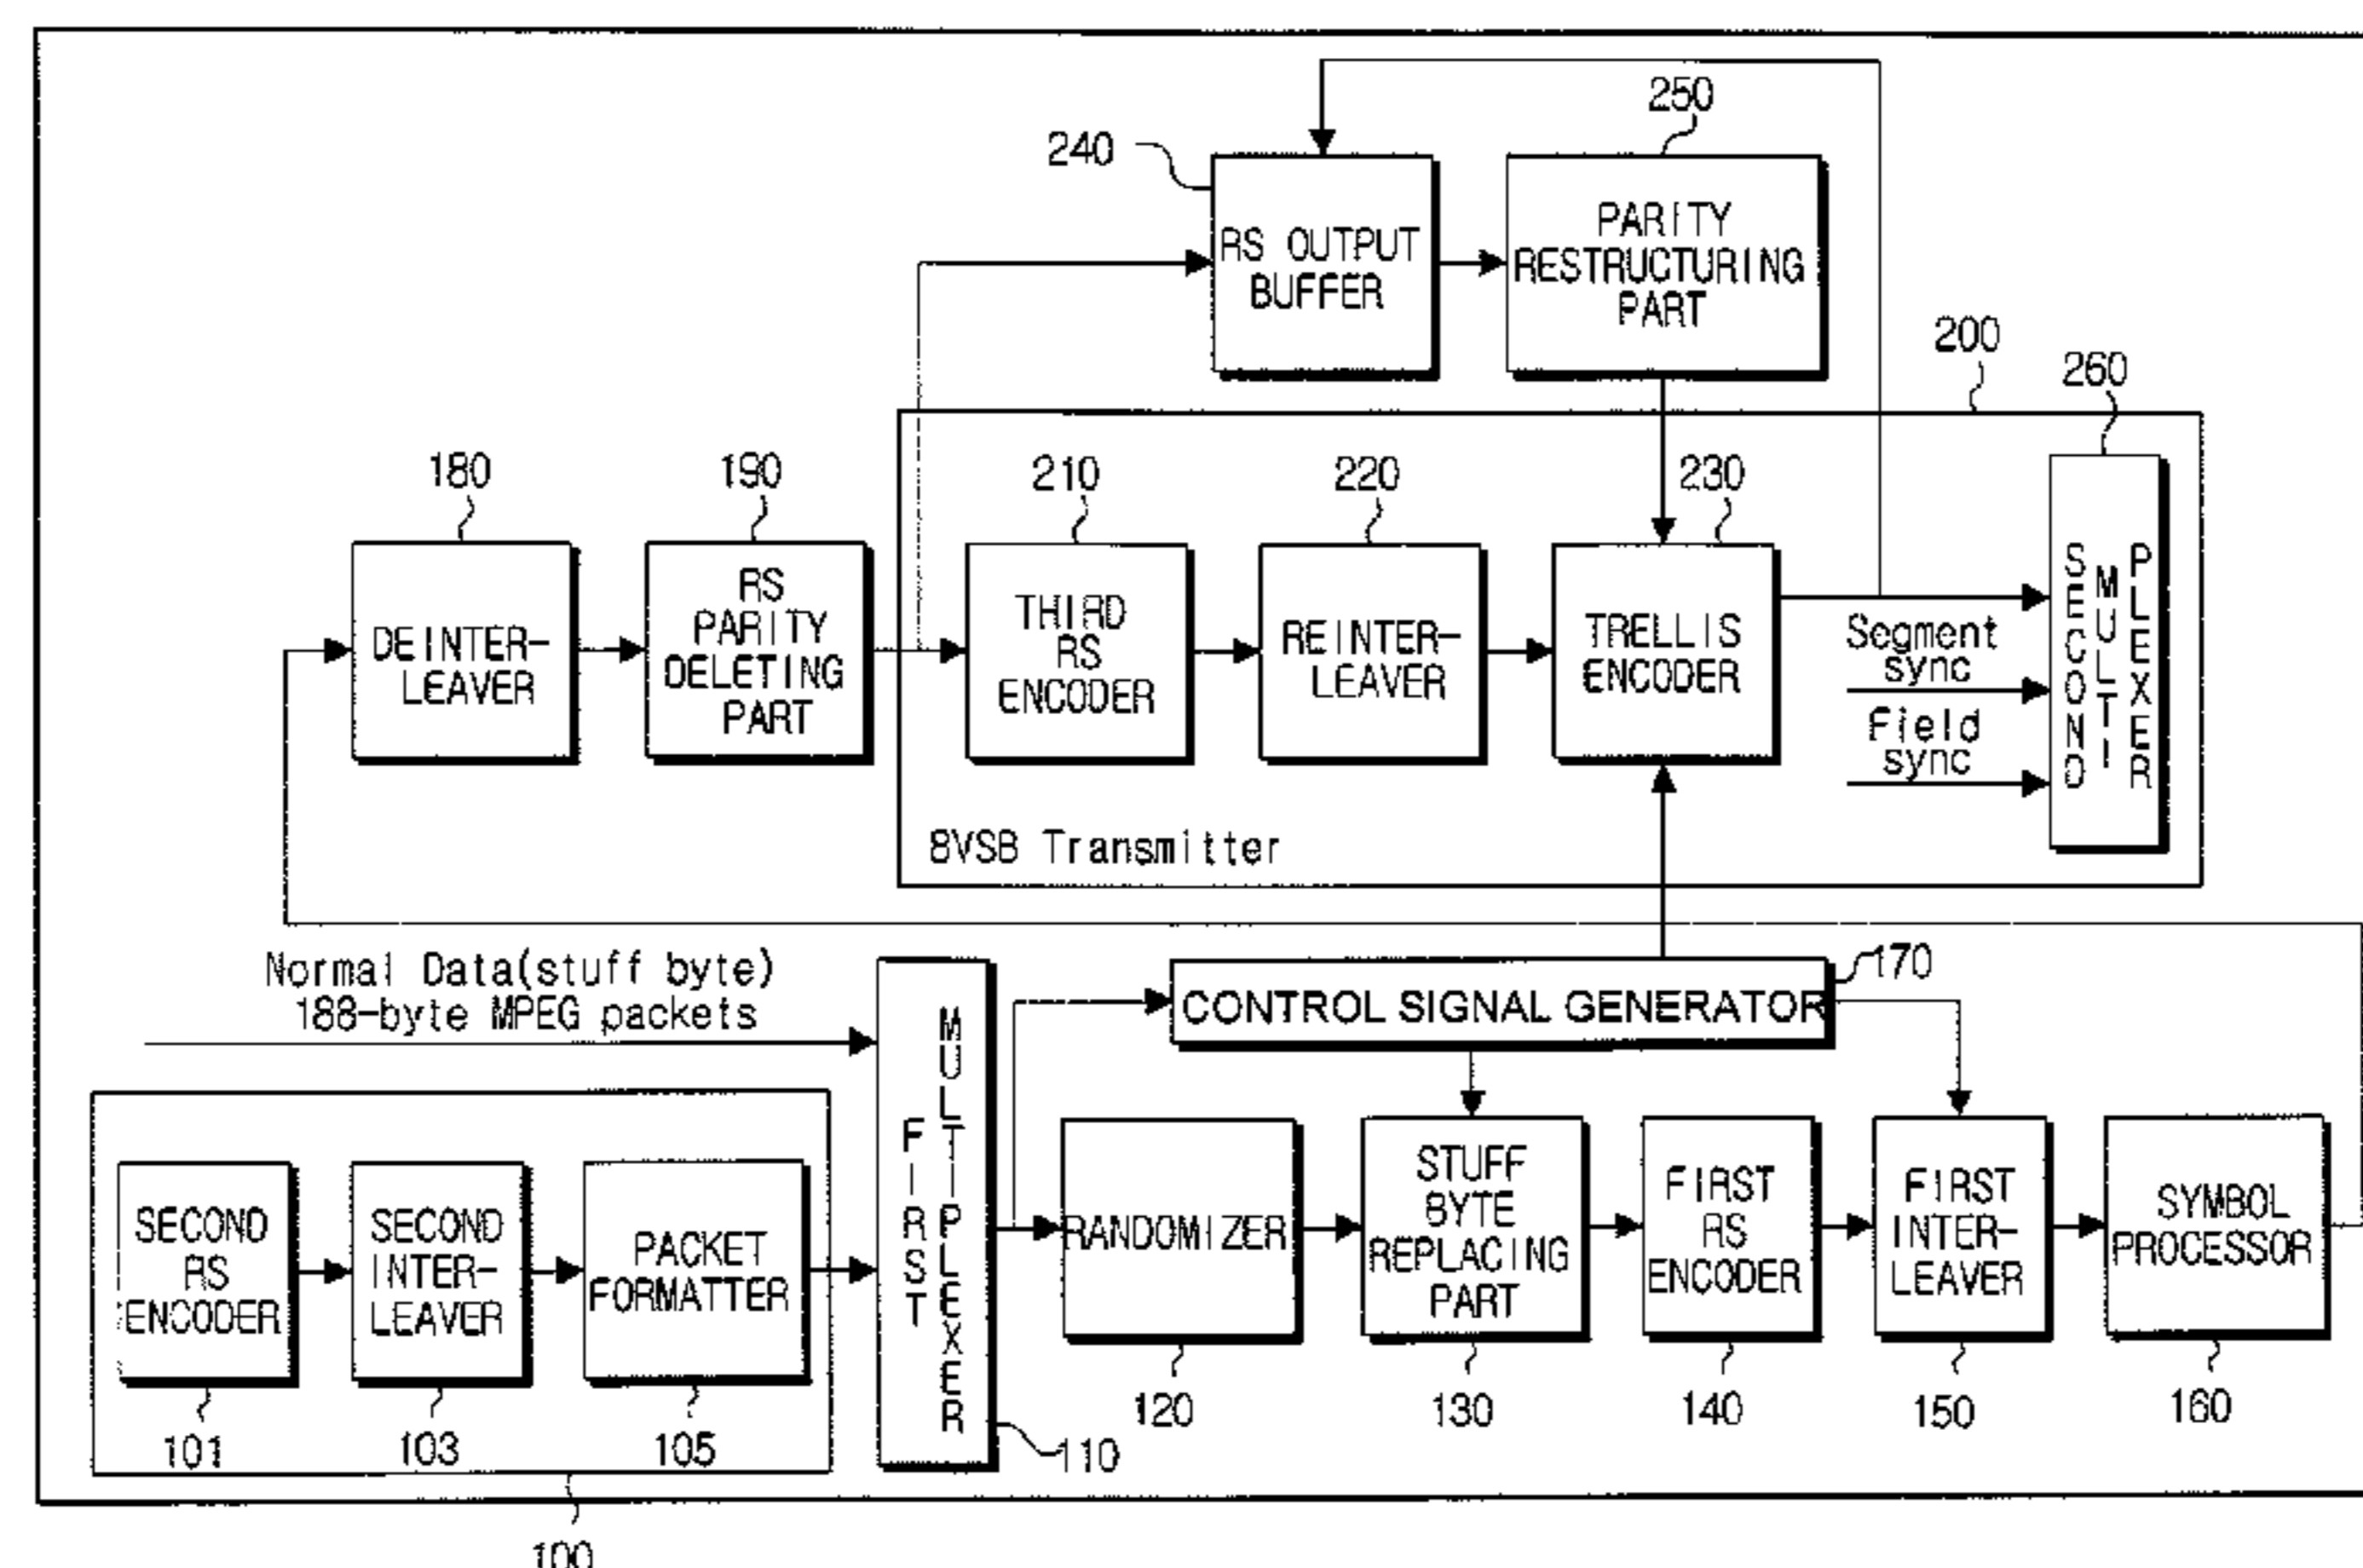 250
240
RS OUTPUT
BUFFER
PARITY
RESTRUCTURING
PART
200
260
180
190
210
220
230
DEINTER-
LEAVER
RS
PARITY
DELETING
PART
THIRD
RS
ENCODER
REINTER-
LEAVER
TRELLIS
ENCODER
Segment
sync
Field
sync
SECOND
MULTI
PLEXER
8VSB Transmitter
Normal Data(stuff byte)
188-byte MPEG packets
170
CONTROL SIGNAL GENERATOR
SECOND
RS
ENCODER
SECOND
INTER-
LEAVER
PACKET
FORMATTER
FIRST
MULTIPLEXER
RANDOMIZER
STUFF
BYTE
REPLACING
PART
FIRST
RS
ENCODER
FIRST
INTER-
LEAVER
SYMBOL
PROCESSOR
101
103
105
110
120
130
140
150
160
100